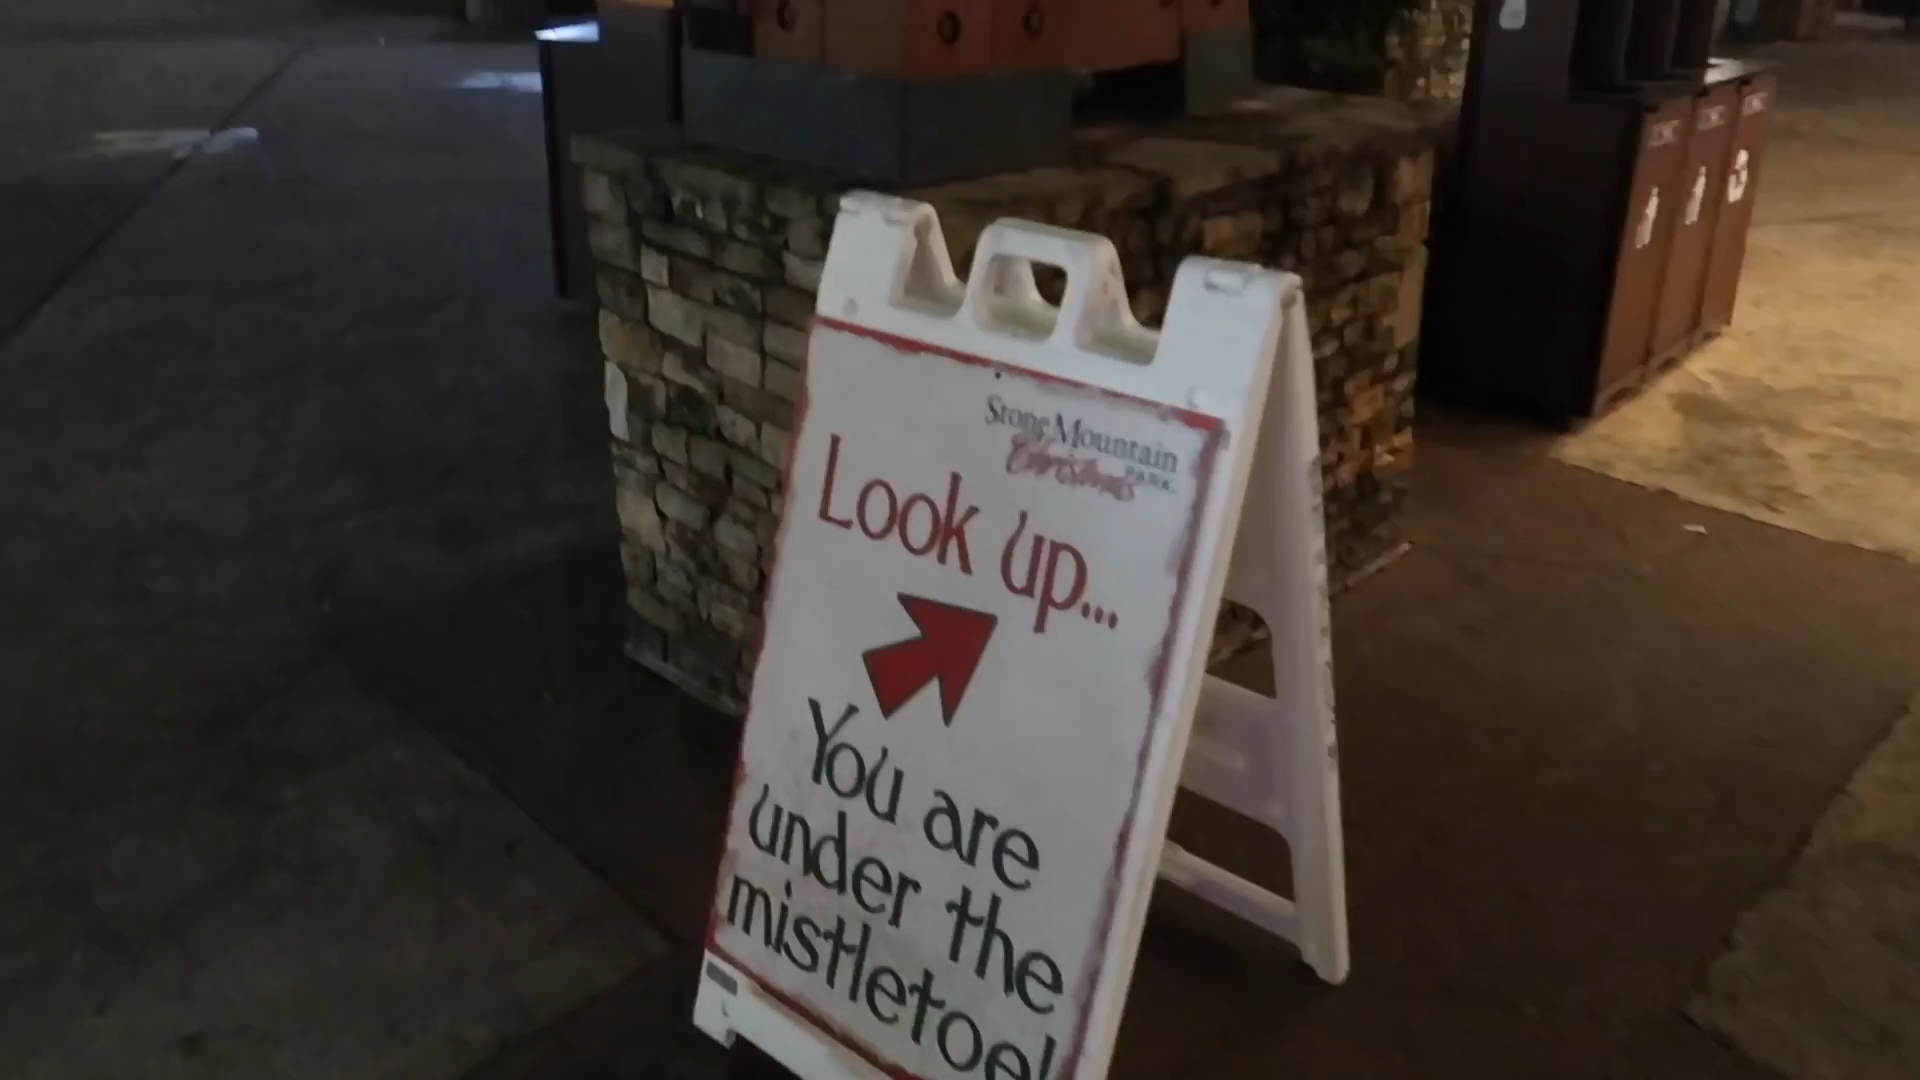 Stone Mountain
PARK
Christmas
Look up...
You are
under the
mistletoe!